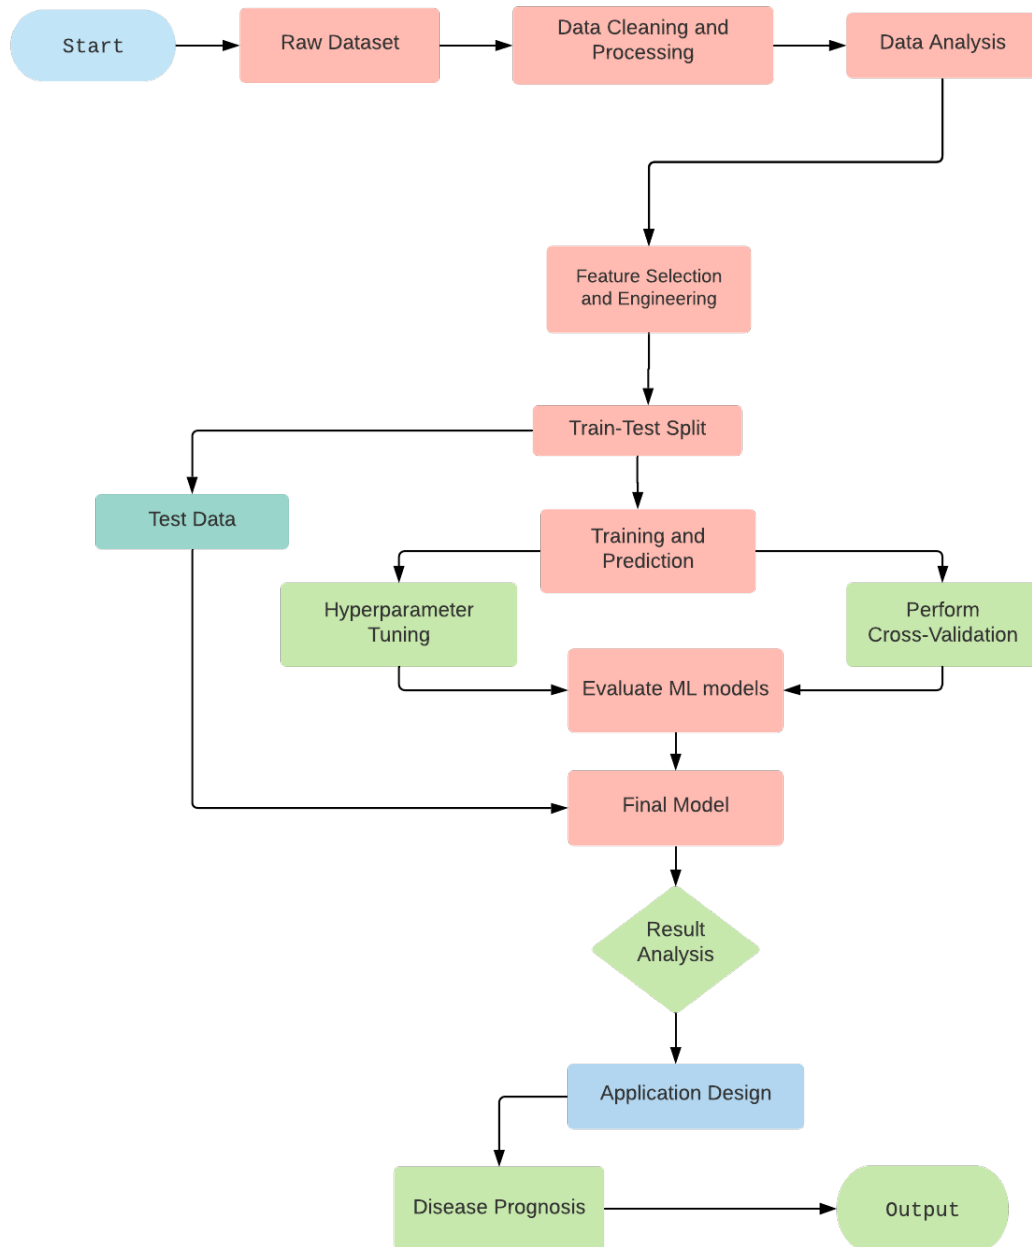 Start
Raw Dataset
Data Cleaning and
Processing
Data Analysis
Feature Selection
and Engineering
Train-Test Split
Test Data
Training and
Prediction
Hyperparameter
Tuning
Perform
Cross-Validation
Evaluate ML models
Final Model
Result
Analysis
Application Design
Disease Prognosis
Output